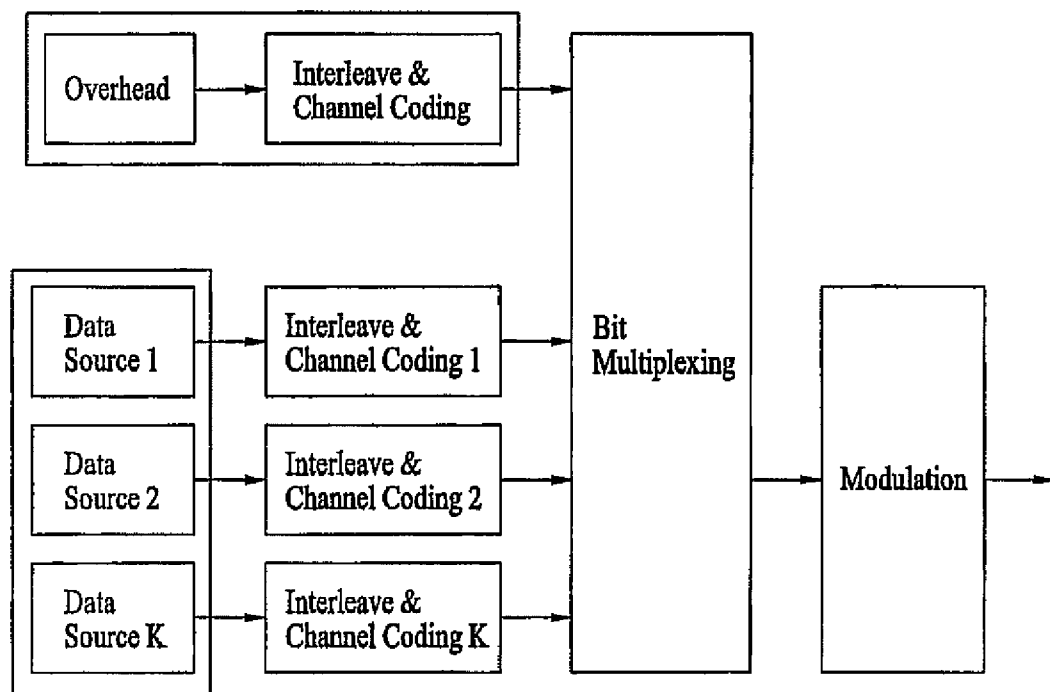 Overhead
Interleave &
Channel Coding
Data
Source 1
Interleave &
Channel Coding 1
Bit
Multiplexing
Data
Source 2
Interleave &
Channel Coding 2
Modulation
Data
Source K
Interleave &
Channel Coding K